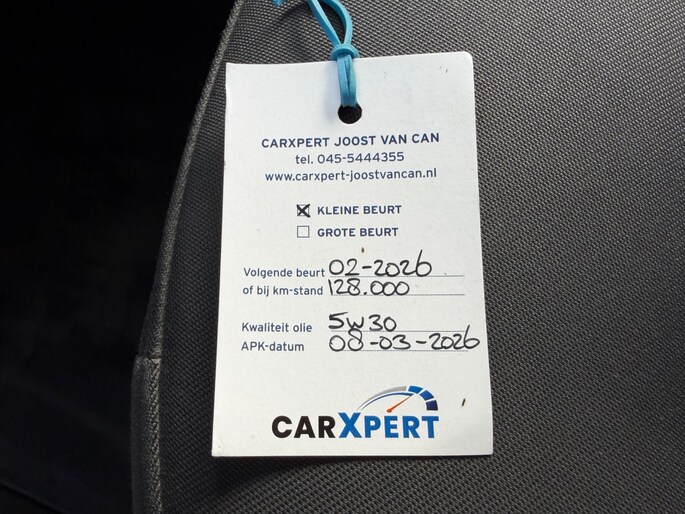 CARXPERT JOOST VAN CAN
tel. 045-5444355
www.carxpert-joostvancan.nl
KLEINE BEURT
GROTE BEURT
Volgende beurt 02-2026
of bij km-stand 128.000
Kwaliteit olie 5W30
APK-datum 08-03-2026
CARXPERT